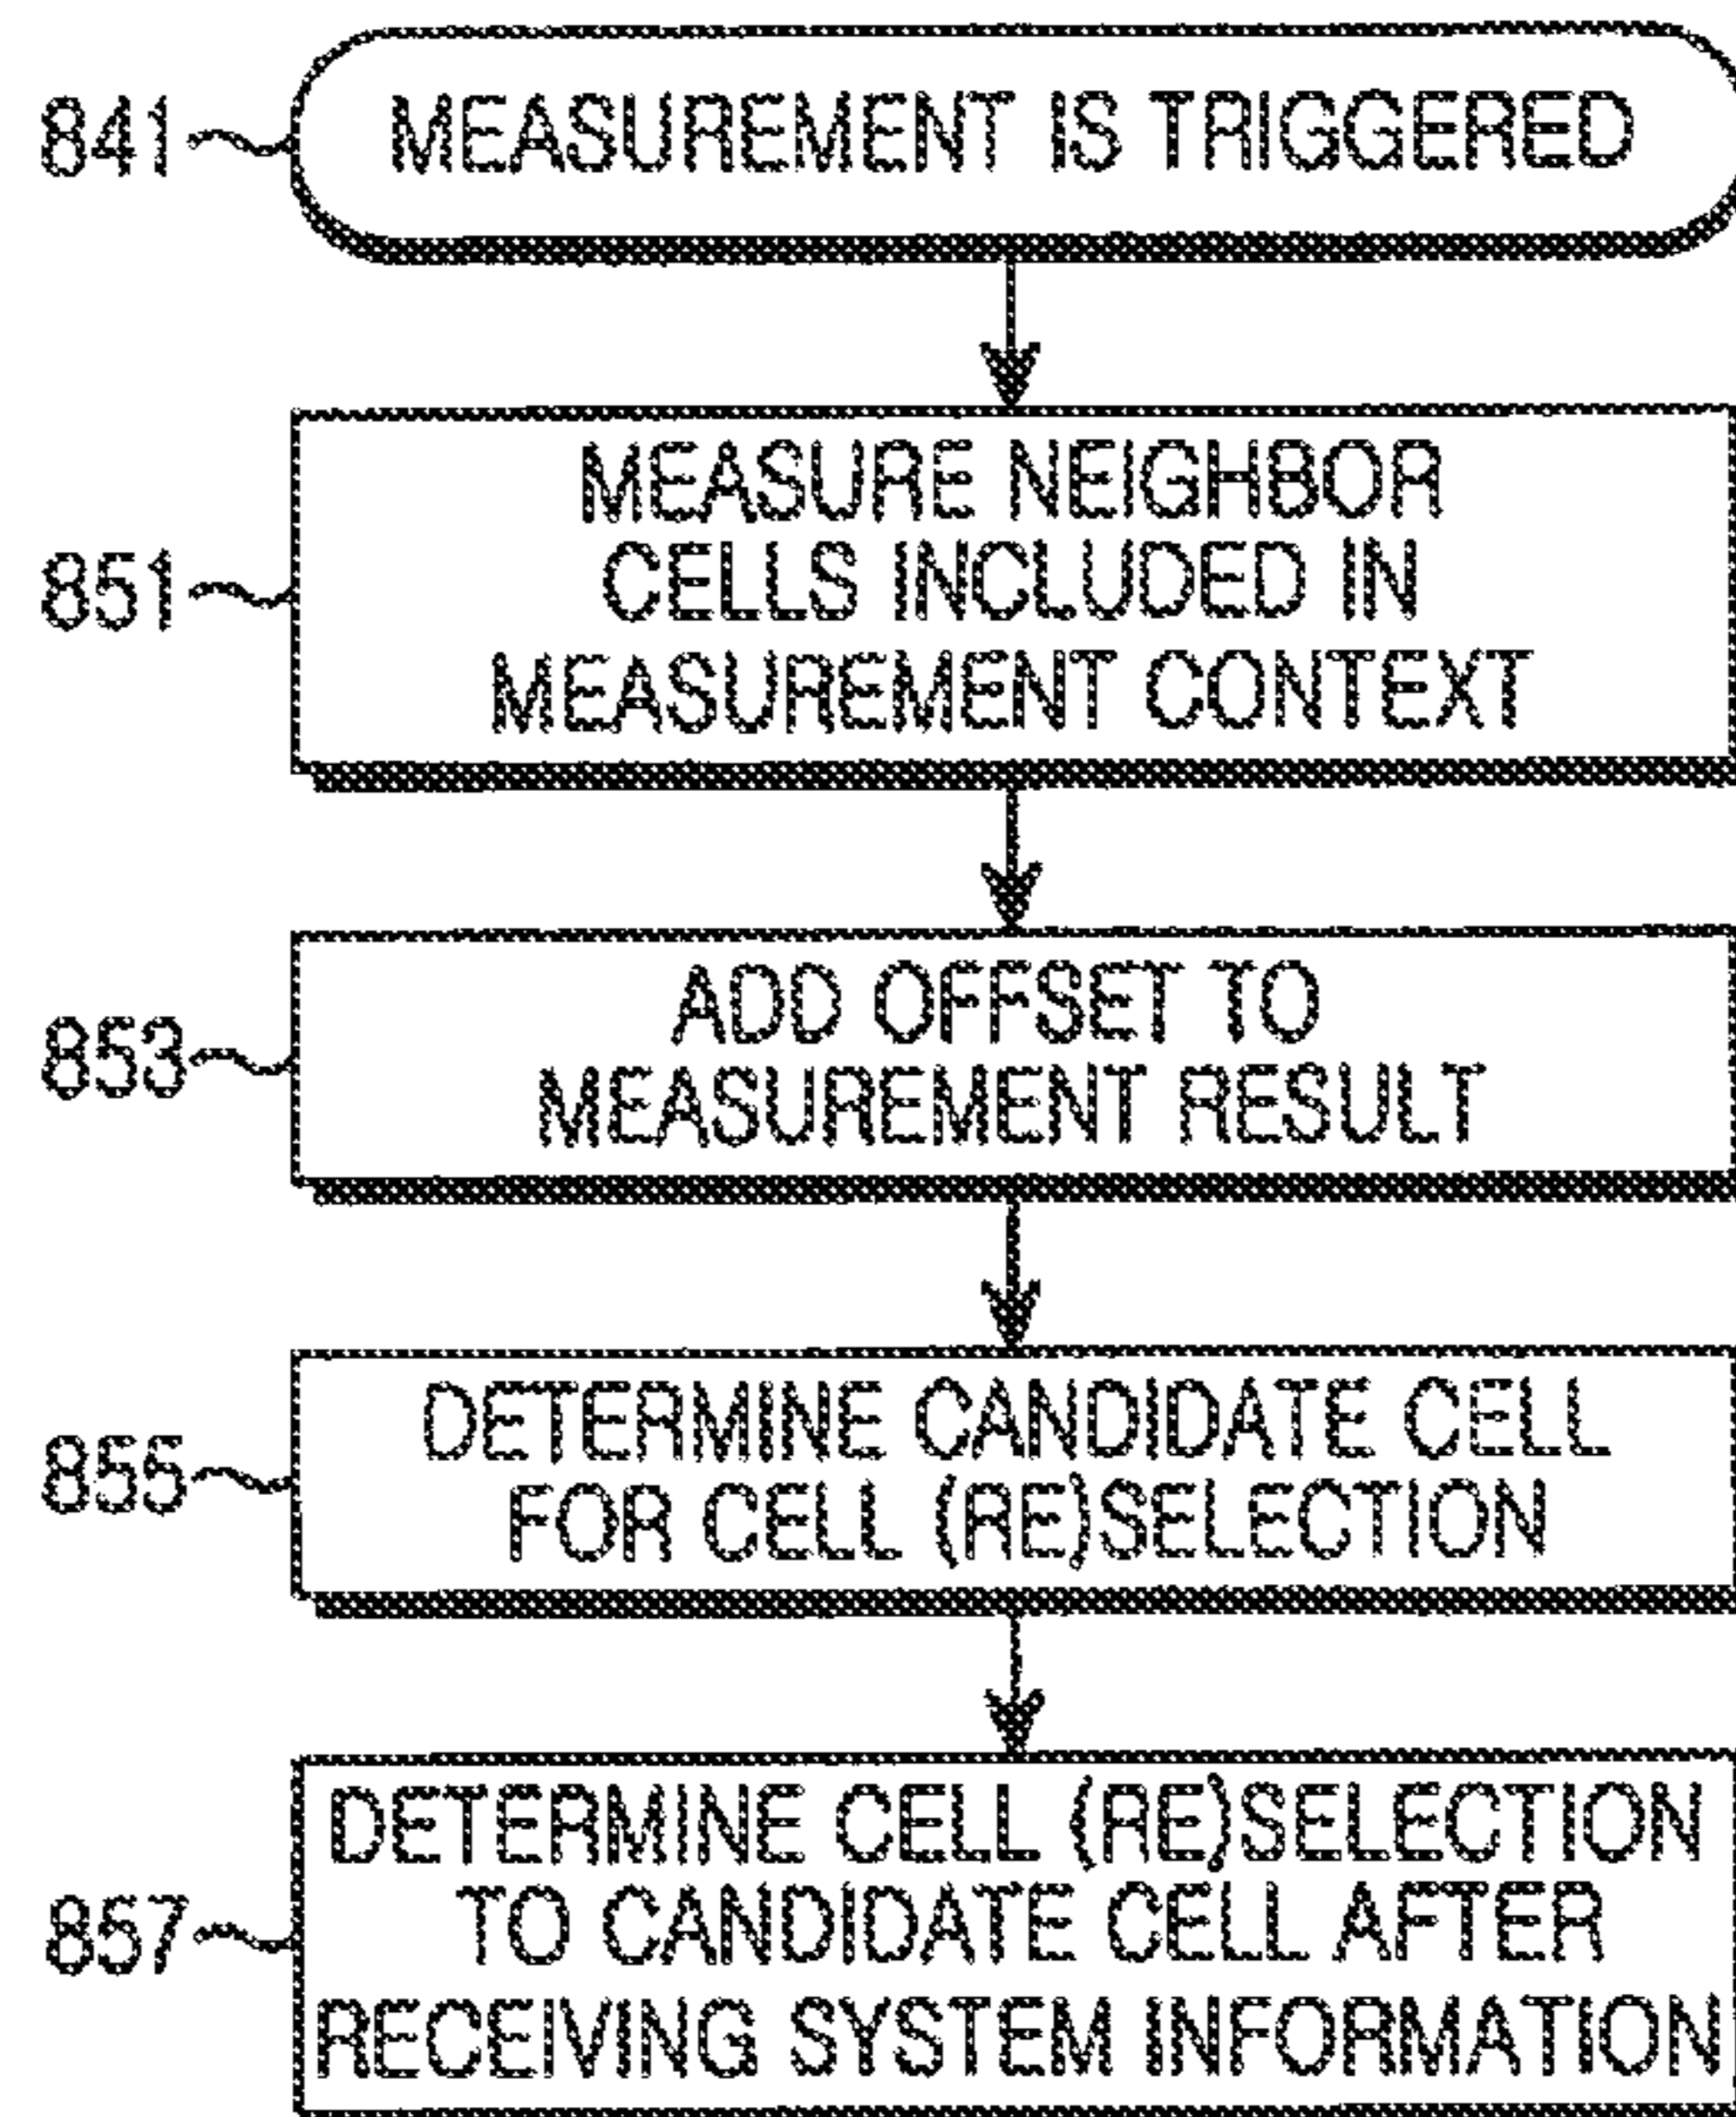 841
MEASUREMENT IS TRIGGERED
851
MEASURE NEIGHBOR
CELLS INCLUDED IN
MEASUREMENT CONTEXT
853
ADD OFFSET TO
MEASUREMENT RESULT
855
DETERMINE CANDIDATE CELL
FOR CELL (RE)SELECTION
857
DETERMINE CELL (RE)SELECTION
TO CANDIDATE CELL AFTER
RECEIVING SYSTEM INFORMATION